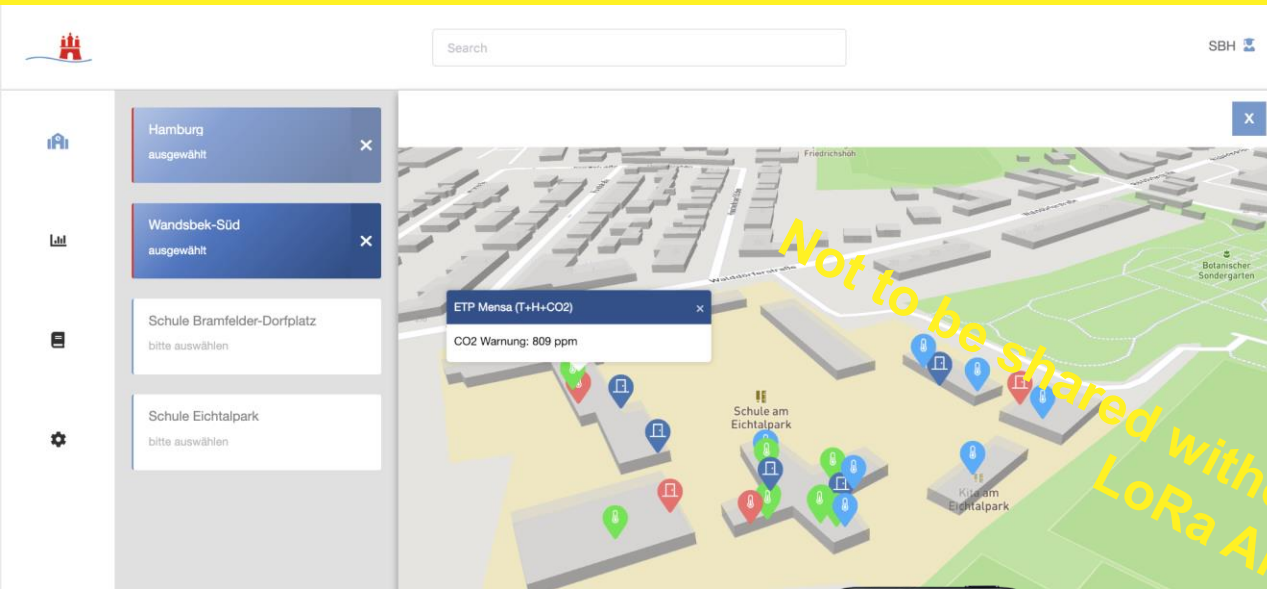 Search
SBH
Hamburg
ausgewählt
Wandsbek-Süd
ausgewählt
Schule Bramfelder-Dorfplatz
bitte auswählen
Schule Eichtalpark
bitte auswählen
X
Friedrichshöh
Walddörferstraße
Botanischer
Sondergarten
ETP Mensa (T+H+CO2)
CO2 Warnung: 809 ppm
Schule am
Eichtalpark
Kita am
Eichtalpark
Not to be shared
LoRa